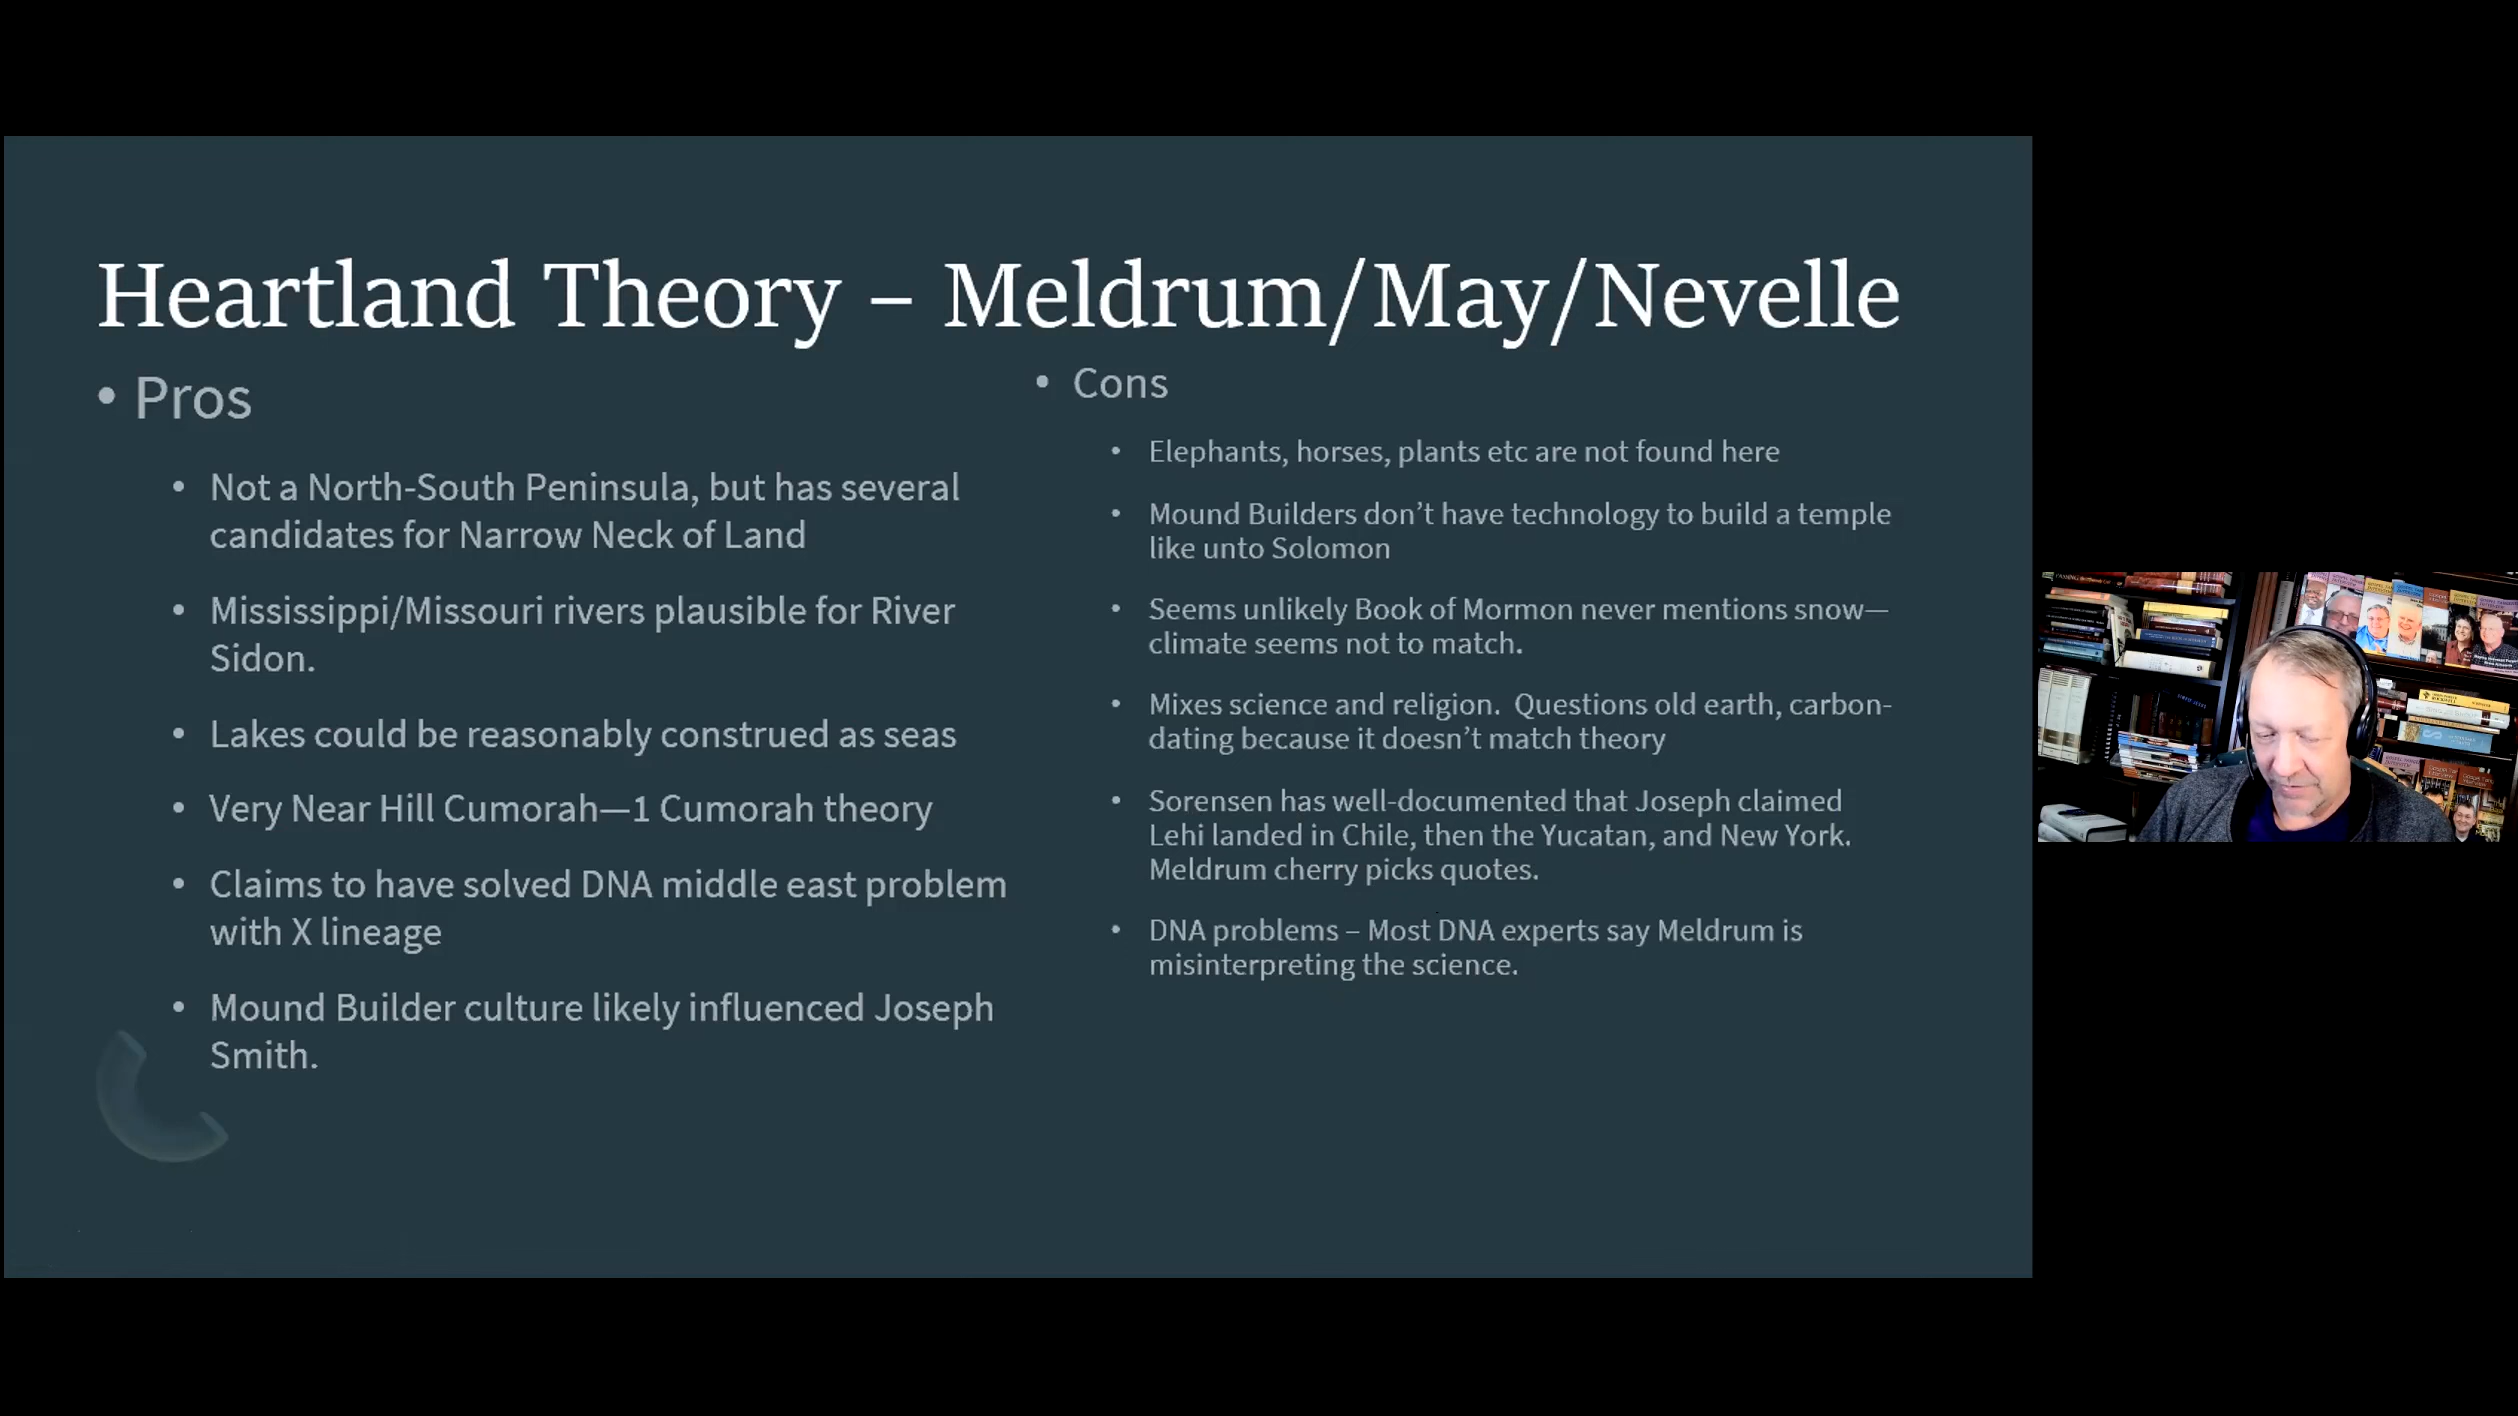 Heartland Theory – Meldrum/May/Nevelle
• Pros
• Not a North-South Peninsula, but has several
candidates for Narrow Neck of Land
• Mississippi/Missouri rivers plausible for River
Sidon.
• Lakes could be reasonably construed as seas
• Very Near Hill Cumorah—1 Cumorah theory
• Claims to have solved DNA middle east problem
with X lineage
• Mound Builder culture likely influenced Joseph
Smith.
• Cons
• Elephants, horses, plants etc are not found here
• Mound Builders don’t have technology to build a temple
like unto Solomon
• Seems unlikely Book of Mormon never mentions snow—
climate seems not to match.
• Mixes science and religion.  Questions old earth, carbon-
dating because it doesn’t match theory
• Sorensen has well-documented that Joseph claimed
Lehi landed in Chile, then the Yucatan, and New York.
Meldrum cherry picks quotes.
• DNA problems – Most DNA experts say Meldrum is
misinterpreting the science.